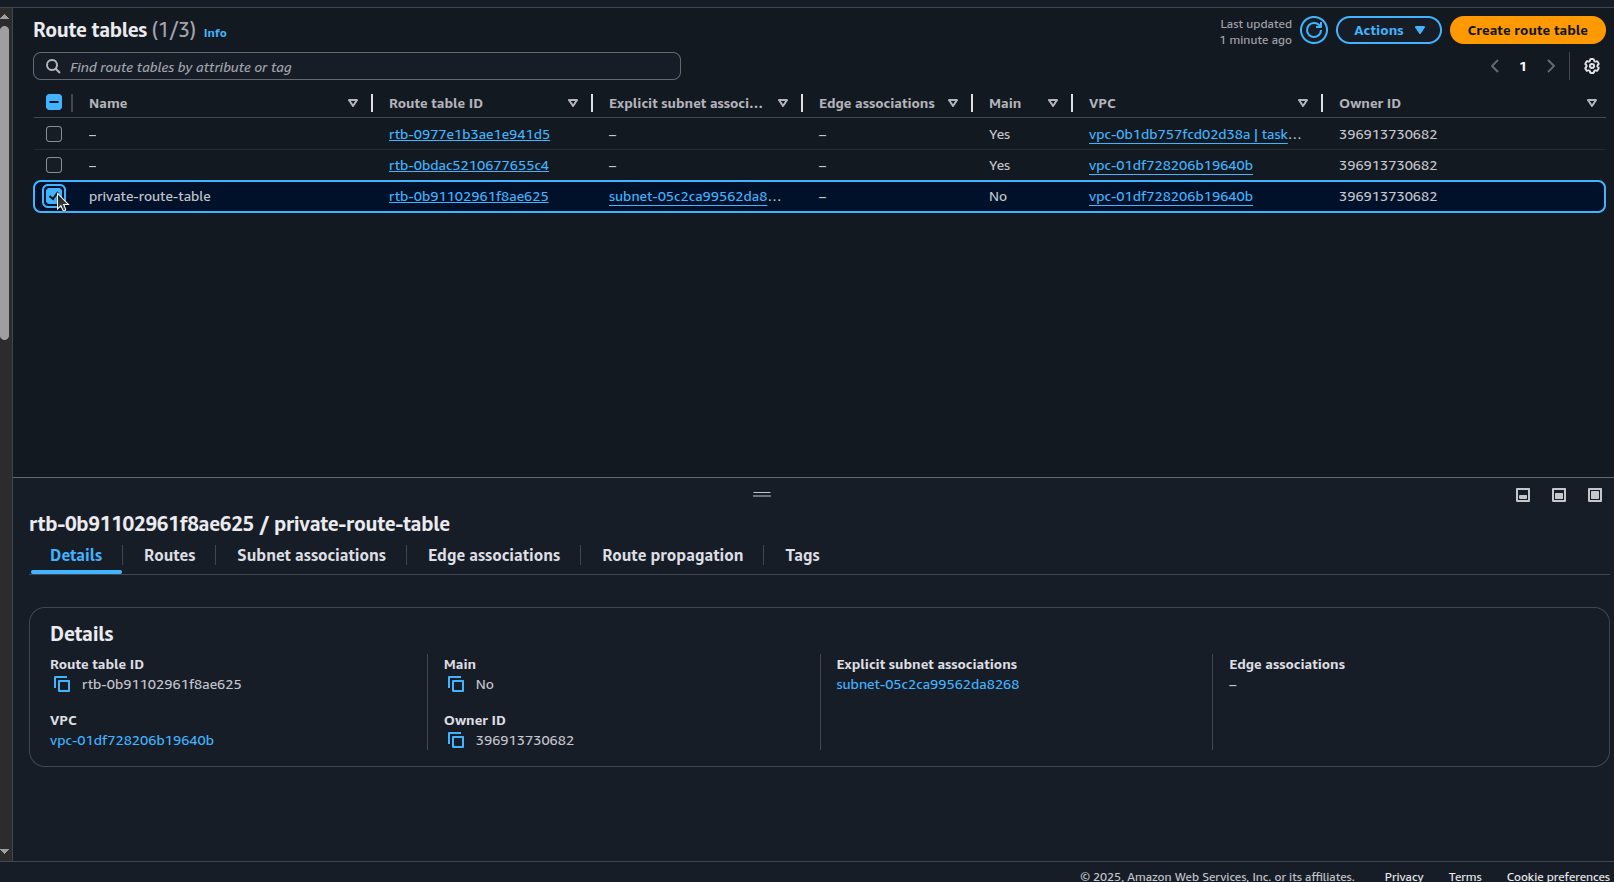 Route tables (1/3) Info
Last updated
1 minute ago
Actions
Create route table
Find route tables by attribute or tag
1
Name Route table ID Explicit subnet associ... Edge associations Main VPC Owner ID
– rtb-0977e1b3ae1e941d5 – – Yes vpc-0b1db757fcd02d38a | task... 396913730682
– rtb-0bdac5210677655c4 – – Yes vpc-01df728206b19640b 396913730682
private-route-table rtb-0b91102961f8ae625 subnet-05c2ca99562da8... – No vpc-01df728206b19640b 396913730682
rtb-0b91102961f8ae625 / private-route-table
Details Routes Subnet associations Edge associations Route propagation Tags
Details
Route table ID Main Explicit subnet associations Edge associations
rtb-0b91102961f8ae625 No subnet-05c2ca99562da8268 –
VPC Owner ID
vpc-01df728206b19640b 396913730682
© 2025, Amazon Web Services, Inc. or its affiliates. Privacy Terms Cookie preferences